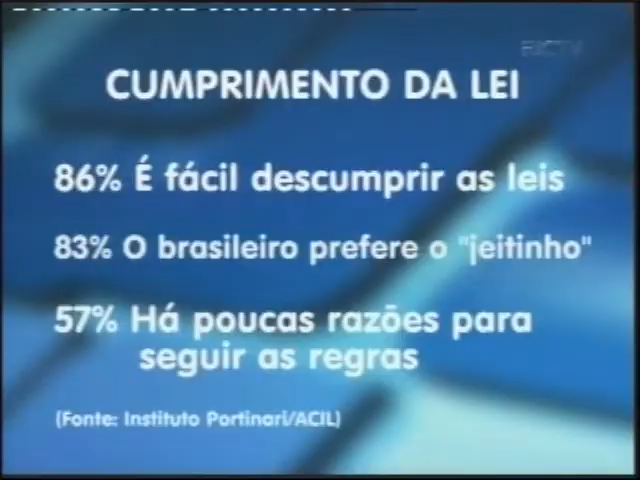 RICTV
CUMPRIMENTO DA LEI
86% É fácil descumprir as leis
83% O brasileiro prefere o "jeitinho"
57% Há poucas razões para
seguir as regras
(Fonte: Instituto Portinari/ACIL)